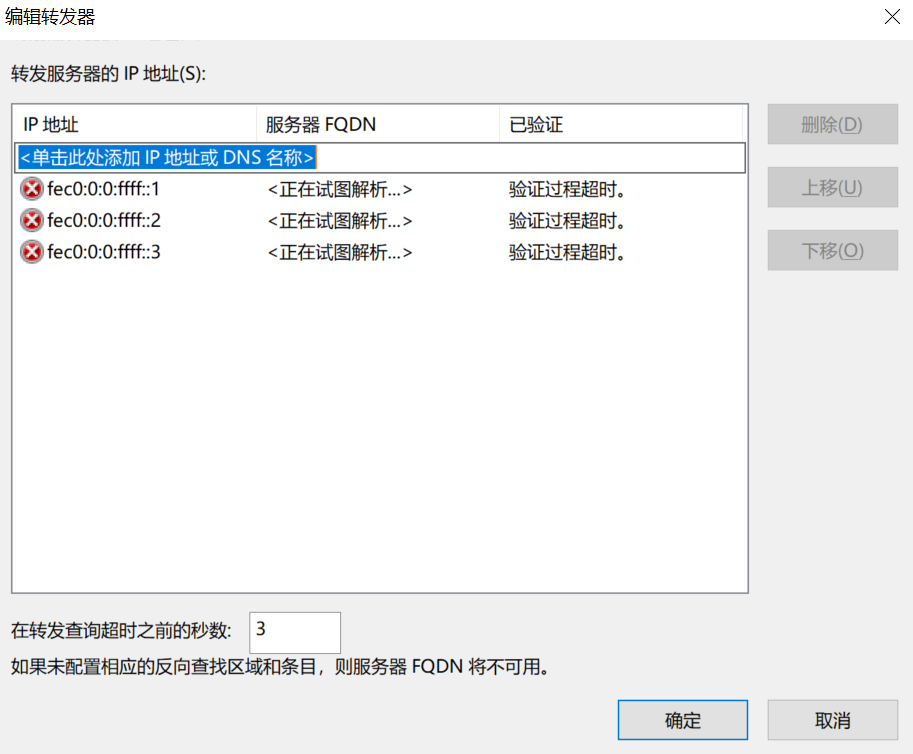 编辑转发器
转发服务器的 IP 地址(S):
IP 地址 服务器 FQDN 已验证 删除(D)
<单击此处添加 IP 地址或 DNS 名称>
fec0:0:0:ffff::1 <正在试图解析...> 验证过程超时。 上移(U)
fec0:0:0:ffff::2 <正在试图解析...> 验证过程超时。
fec0:0:0:ffff::3 <正在试图解析...> 验证过程超时。 下移(O)
在转发查询超时之前的秒数: 3
如果未配置相应的反向查找区域和条目，则服务器 FQDN 将不可用。
确定 取消